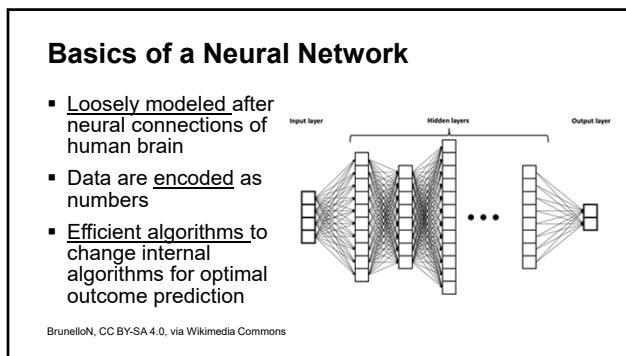 Basics of a Neural Network
▪ Loosely modeled after
neural connections of
human brain
▪ Data are encoded as
numbers
▪ Efficient algorithms to
change internal
algorithms for optimal
outcome prediction
Input layer
Hidden layers
Output layer
BrunelloN, CC BY-SA 4.0, via Wikimedia Commons